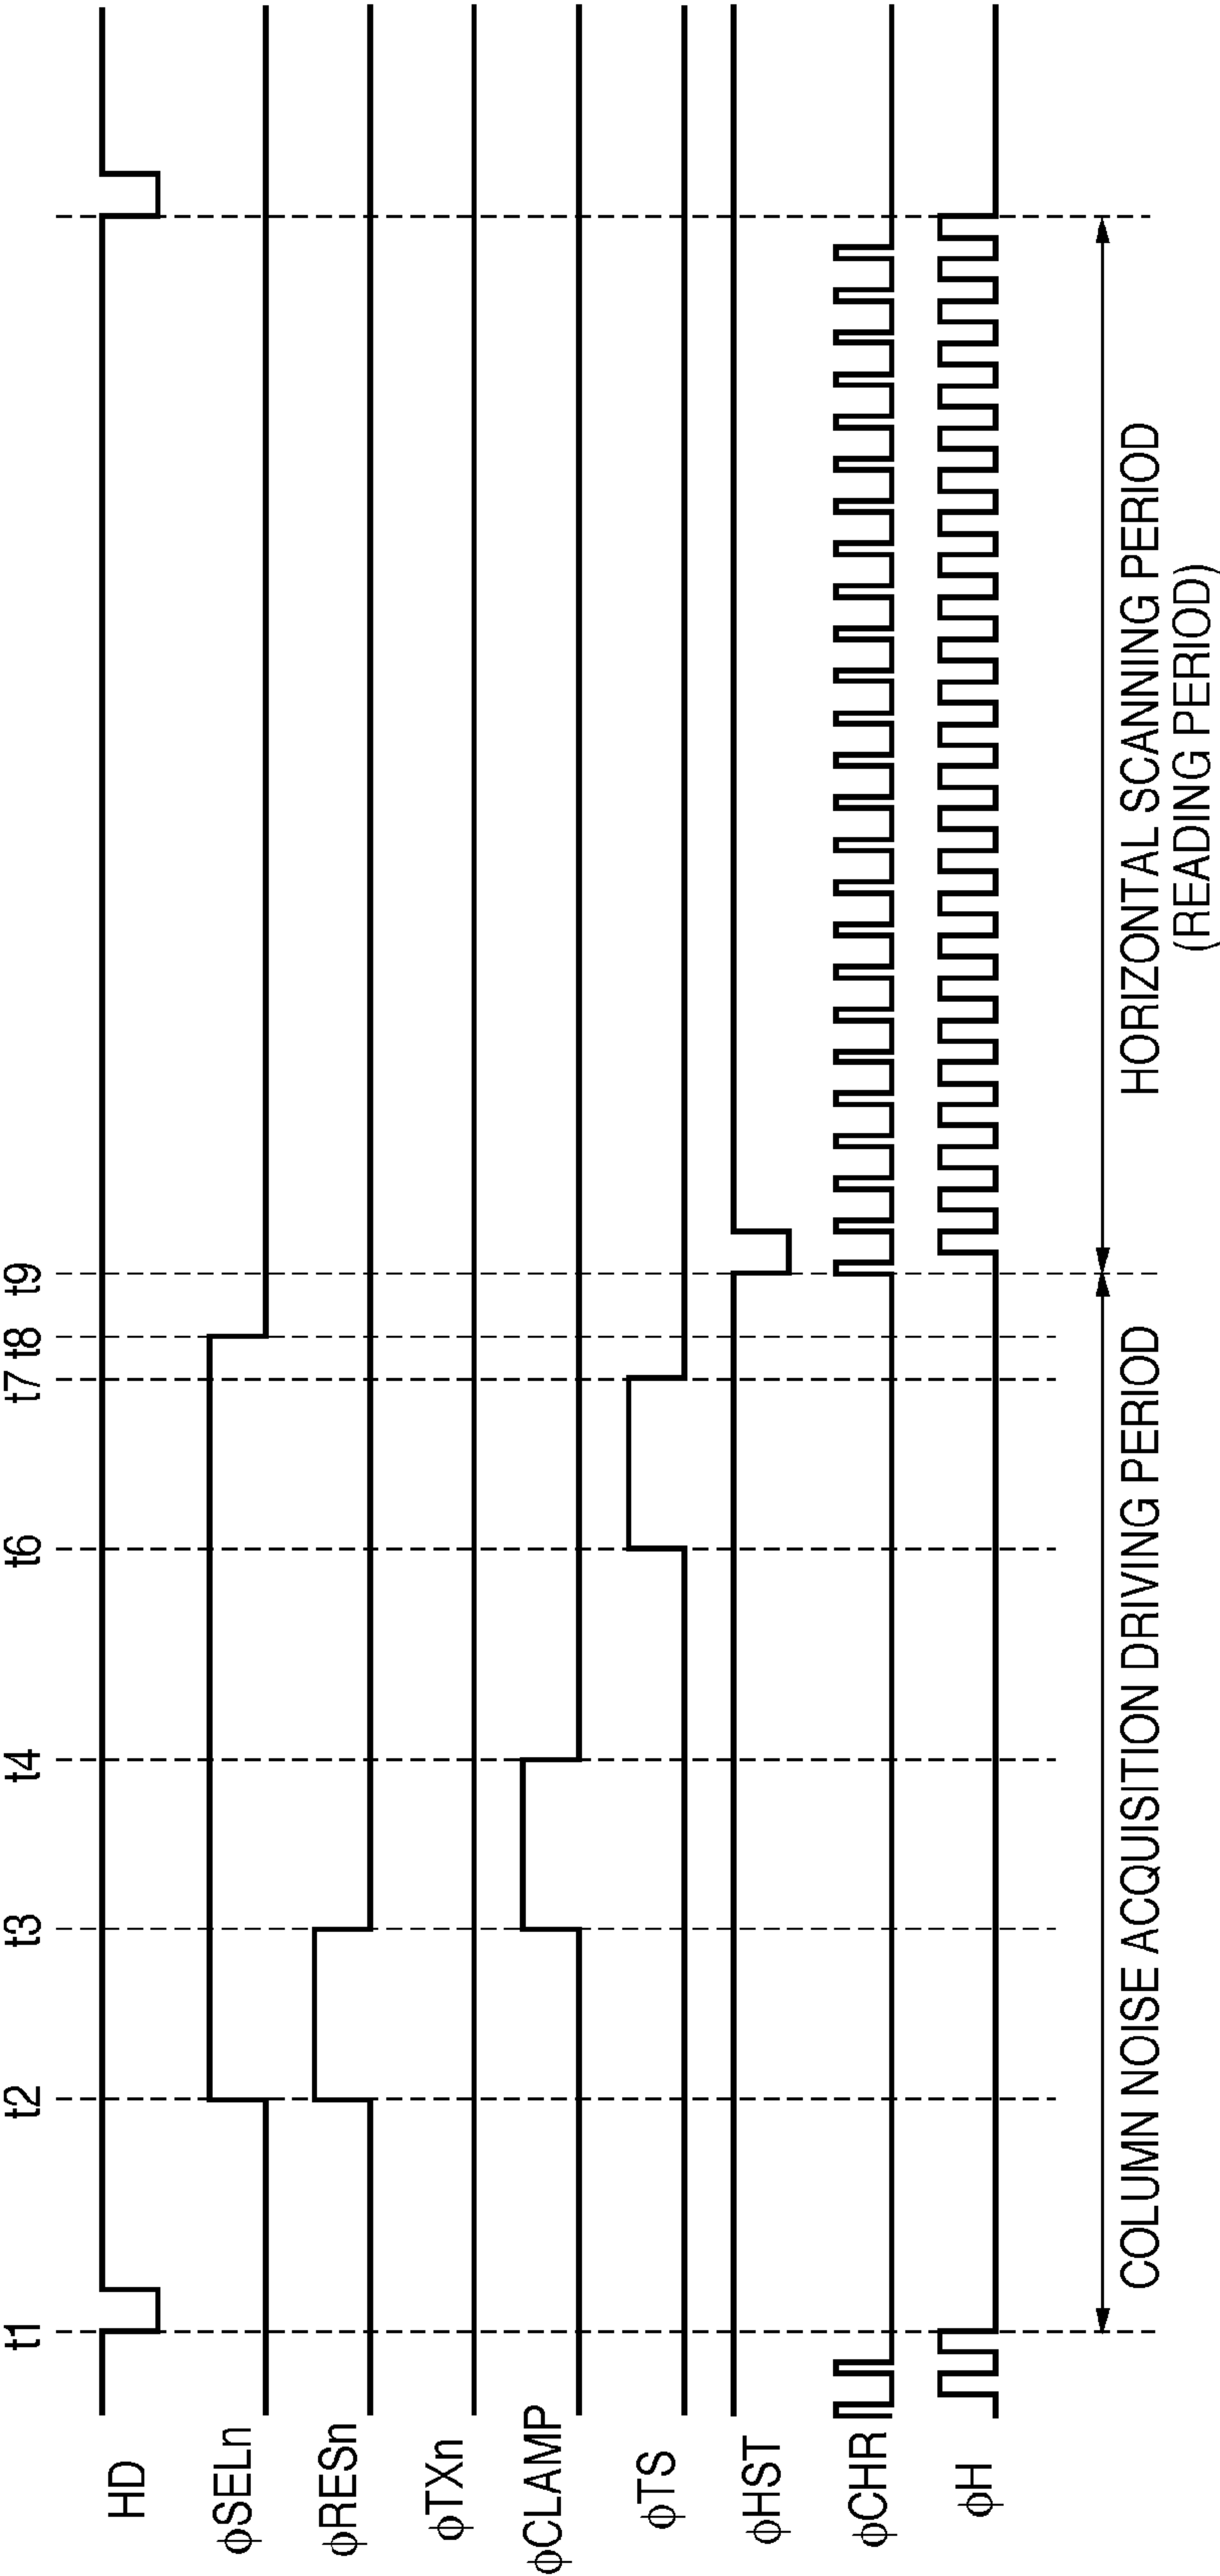 t1
t2
t3
t4
t6
t7
t8
t9
HD
φSELn
φRESn
φTXn
φCLAMP
φTS
φHST
φCHR
φH
COLUMN NOISE ACQUISITION DRIVING PERIOD
HORIZONTAL SCANNING PERIOD
(READING PERIOD)